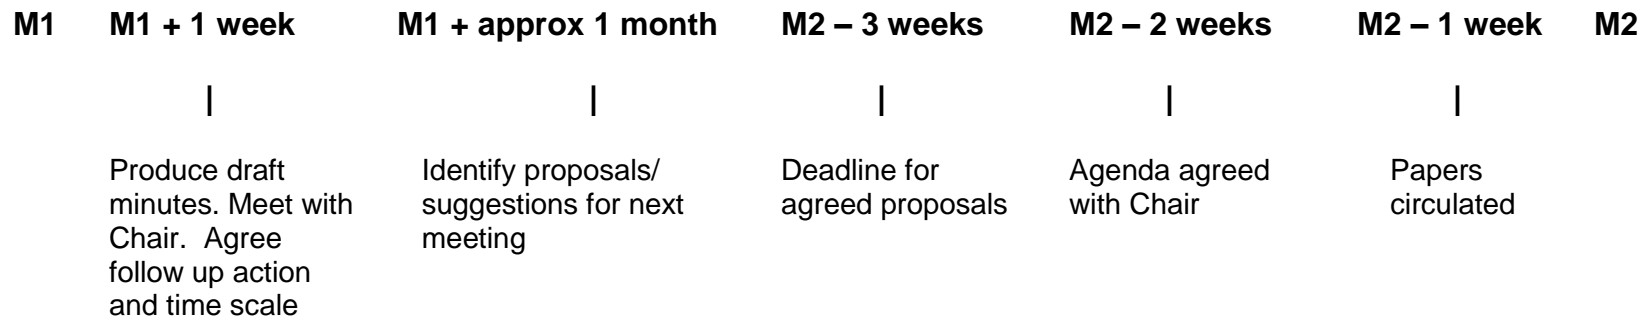 M1 M1 + 1 week M1 + approx 1 month M2 – 3 weeks M2 – 2 weeks M2 – 1 week M2
| | | | |
Produce draft
minutes. Meet with
Chair.  Agree
follow up action
and time scale
Identify proposals/
suggestions for next
meeting
Deadline for
agreed proposals
Agenda agreed
with Chair
Papers
circulated